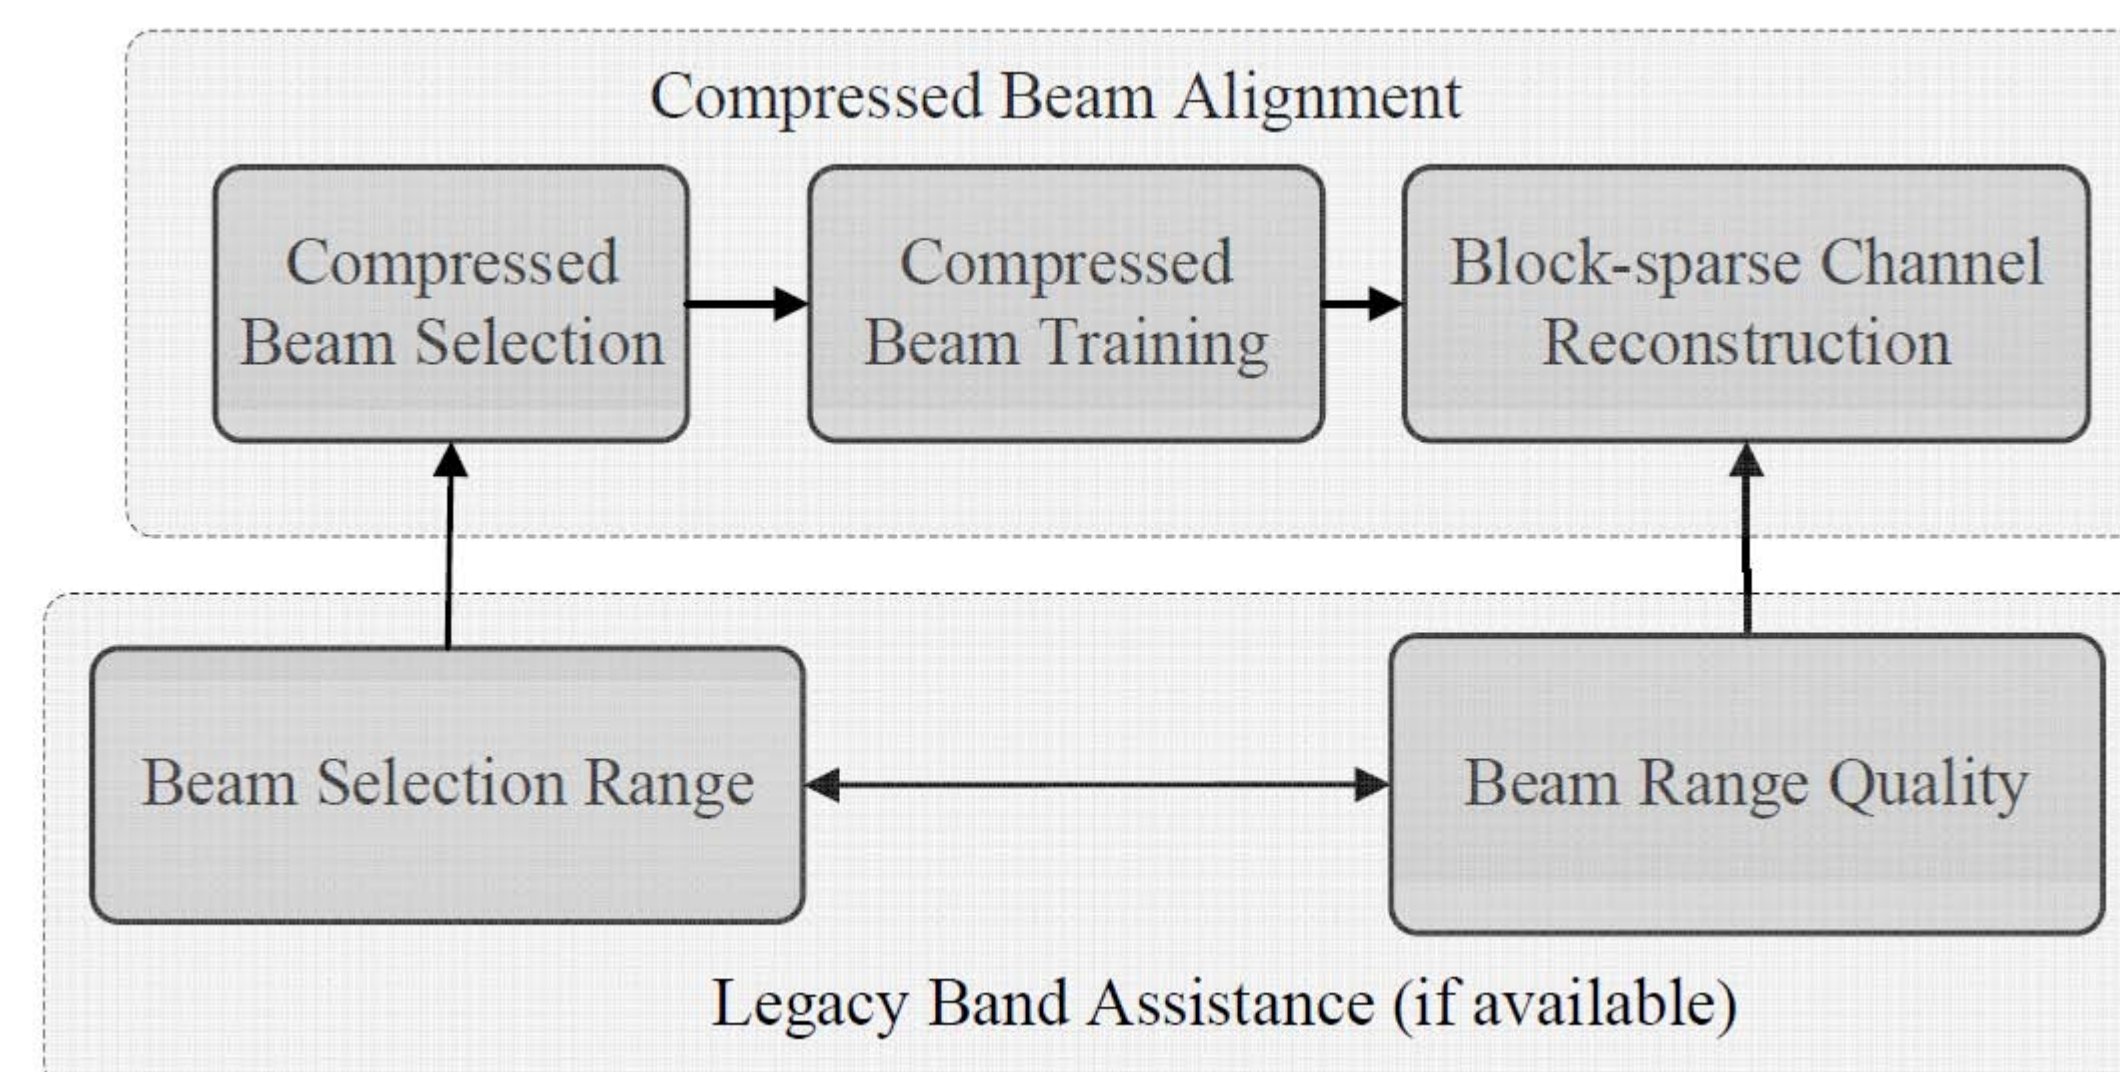 Compressed Beam Alignment
Compressed
Beam Selection
Compressed
Beam Training
Block-sparse Channel
Reconstruction
Beam Selection Range
Beam Range Quality
Legacy Band Assistance (if available)